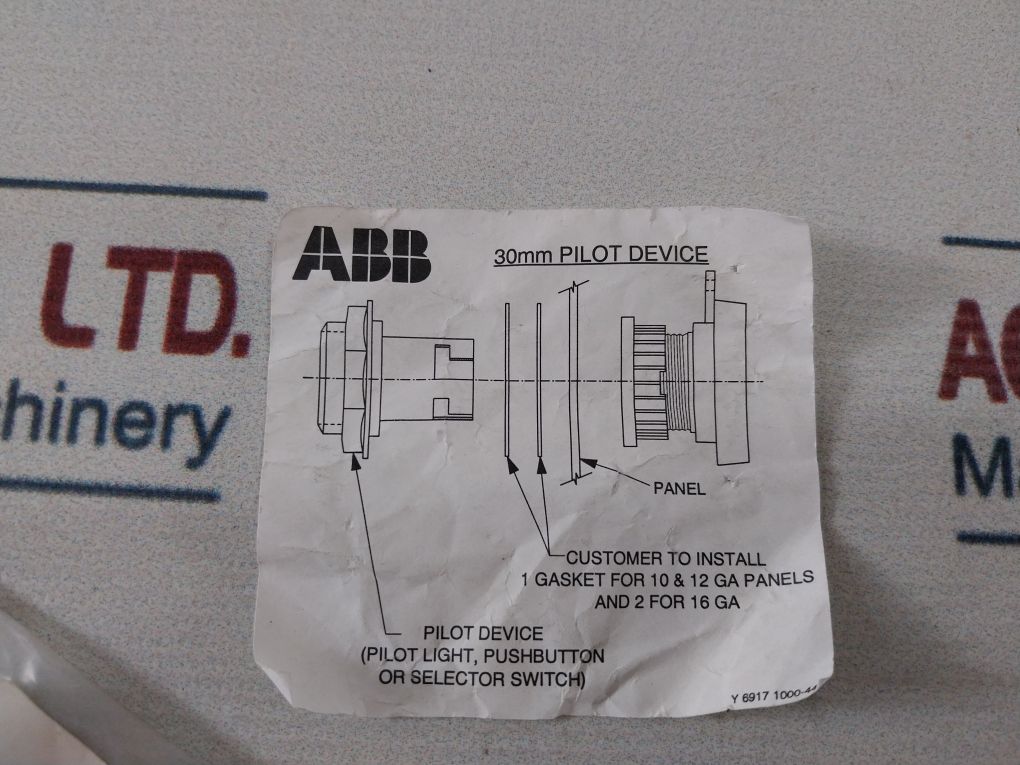 ABB
30mm PILOT DEVICE
PANEL
CUSTOMER TO INSTALL
1 GASKET FOR 10 & 12 GA PANELS
AND 2 FOR 16 GA
PILOT DEVICE
(PILOT LIGHT, PUSHBUTTON
OR SELECTOR SWITCH)
Y 6917 1000-44
LTD.